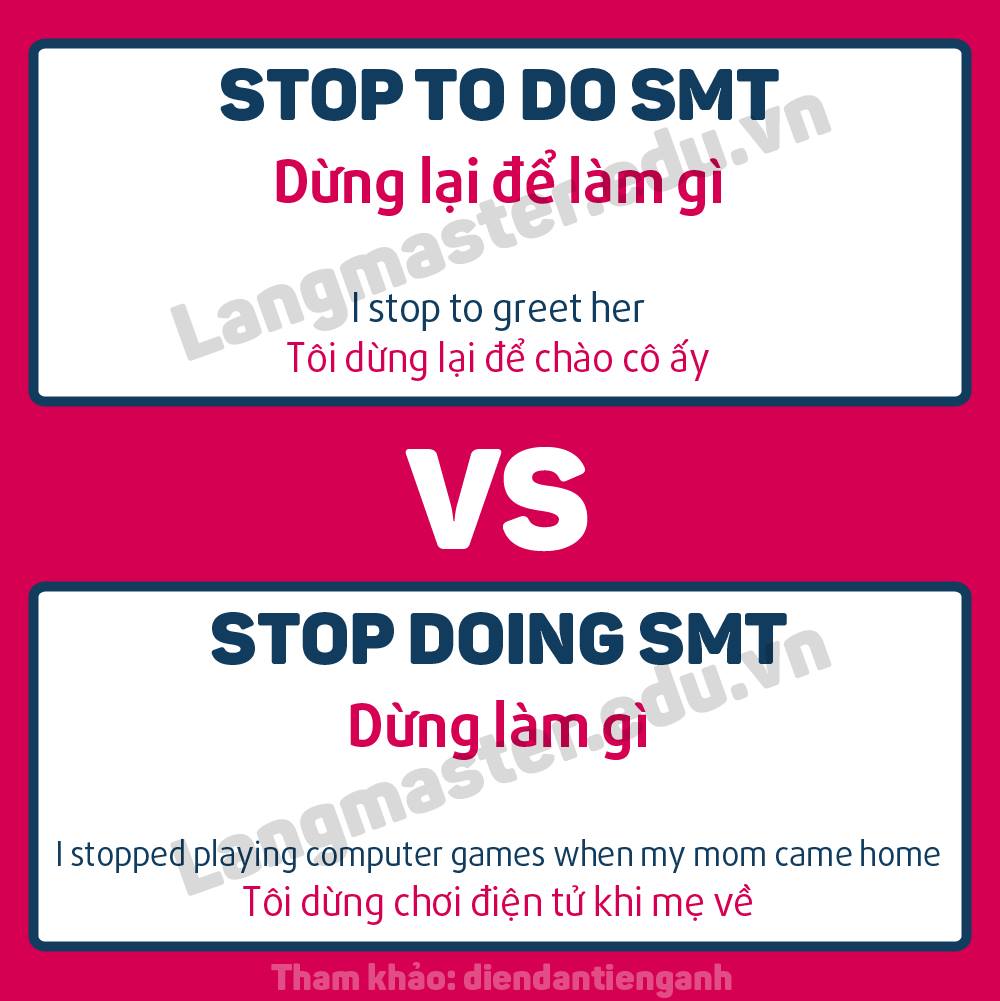 STOP TO DO SMT
Dừng lại để làm gì
Langmaster.edu.vn
I stop to greet her
Tôi dừng lại để chào cô ấy
VS
STOP DOING SMT
Dừng làm gì
Langmaster.edu.vn
I stopped playing computer games when my mom came home
Tôi dừng chơi điện tử khi mẹ về
Tham khảo: diendantienganh